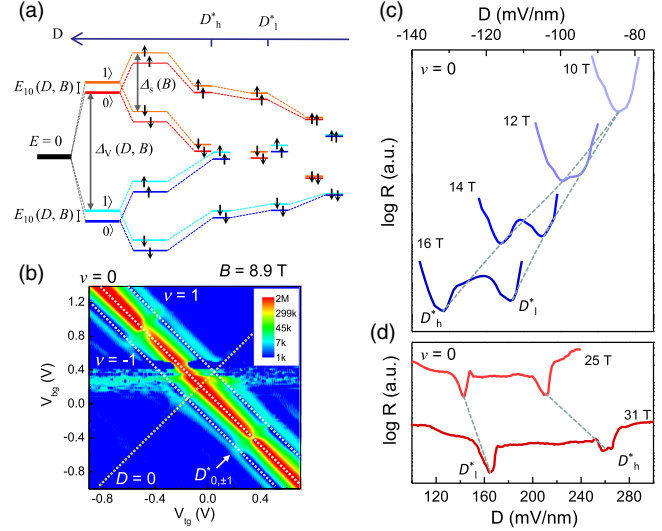 (a)
D
D*h
D*l
E10(D, B)
1⟩
0⟩
Δs(B)
E = 0
ΔV(D, B)
E10(D, B)
1⟩
0⟩
(b)
ν = 0
B = 8.9 T
ν = 1
2M
299k
45k
7k
1k
ν = -1
D = 0
D*0,±1
Vbg (V)
1.2
0.8
0.4
0.0
-0.4
-0.8
-0.8
-0.4
0.0
0.4
Vtg (V)
(c)
D (mV/nm)
-140
-120
-100
-80
ν = 0
10 T
12 T
14 T
16 T
D*h
D*l
log R (a.u.)
(d)
ν = 0
25 T
31 T
D*l
D*h
log R (a.u.)
120
160
200
240
D (mV/nm)